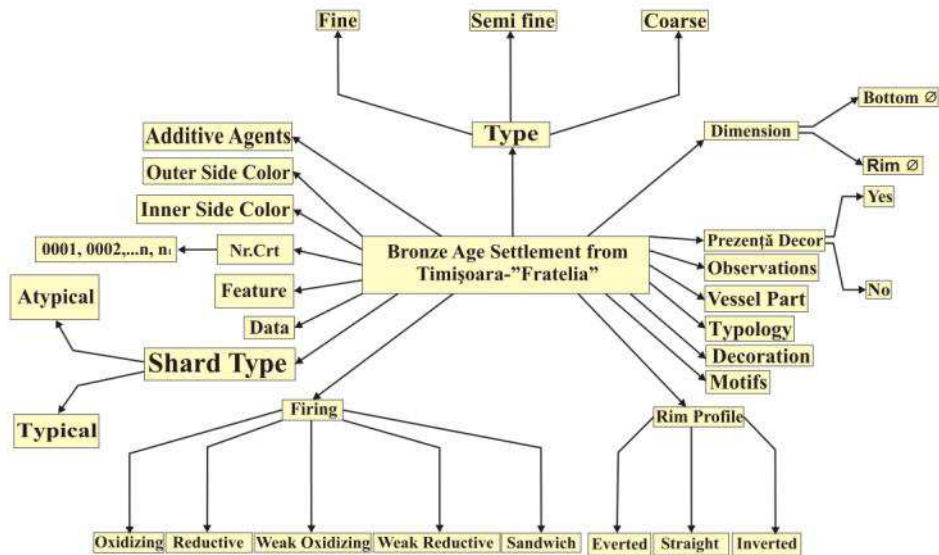 Fine
Semi fine
Coarse
Bottom ∅
Additive Agents
Type
Dimension
Outer Side Color
Rim ∅
Yes
Inner Side Color
0001, 0002,...n, n₁
Nr.Crt
Bronze Age Settlement from
Timișoara-”Fratelia”
Prezență Decor
Observations
Atypical
Feature
Vessel Part
No
Data
Typology
Shard Type
Decoration
Motifs
Typical
Firing
Rim Profile
Oxidizing
Reductive
Weak Oxidizing
Weak Reductive
Sandwich
Everted
Straight
Inverted